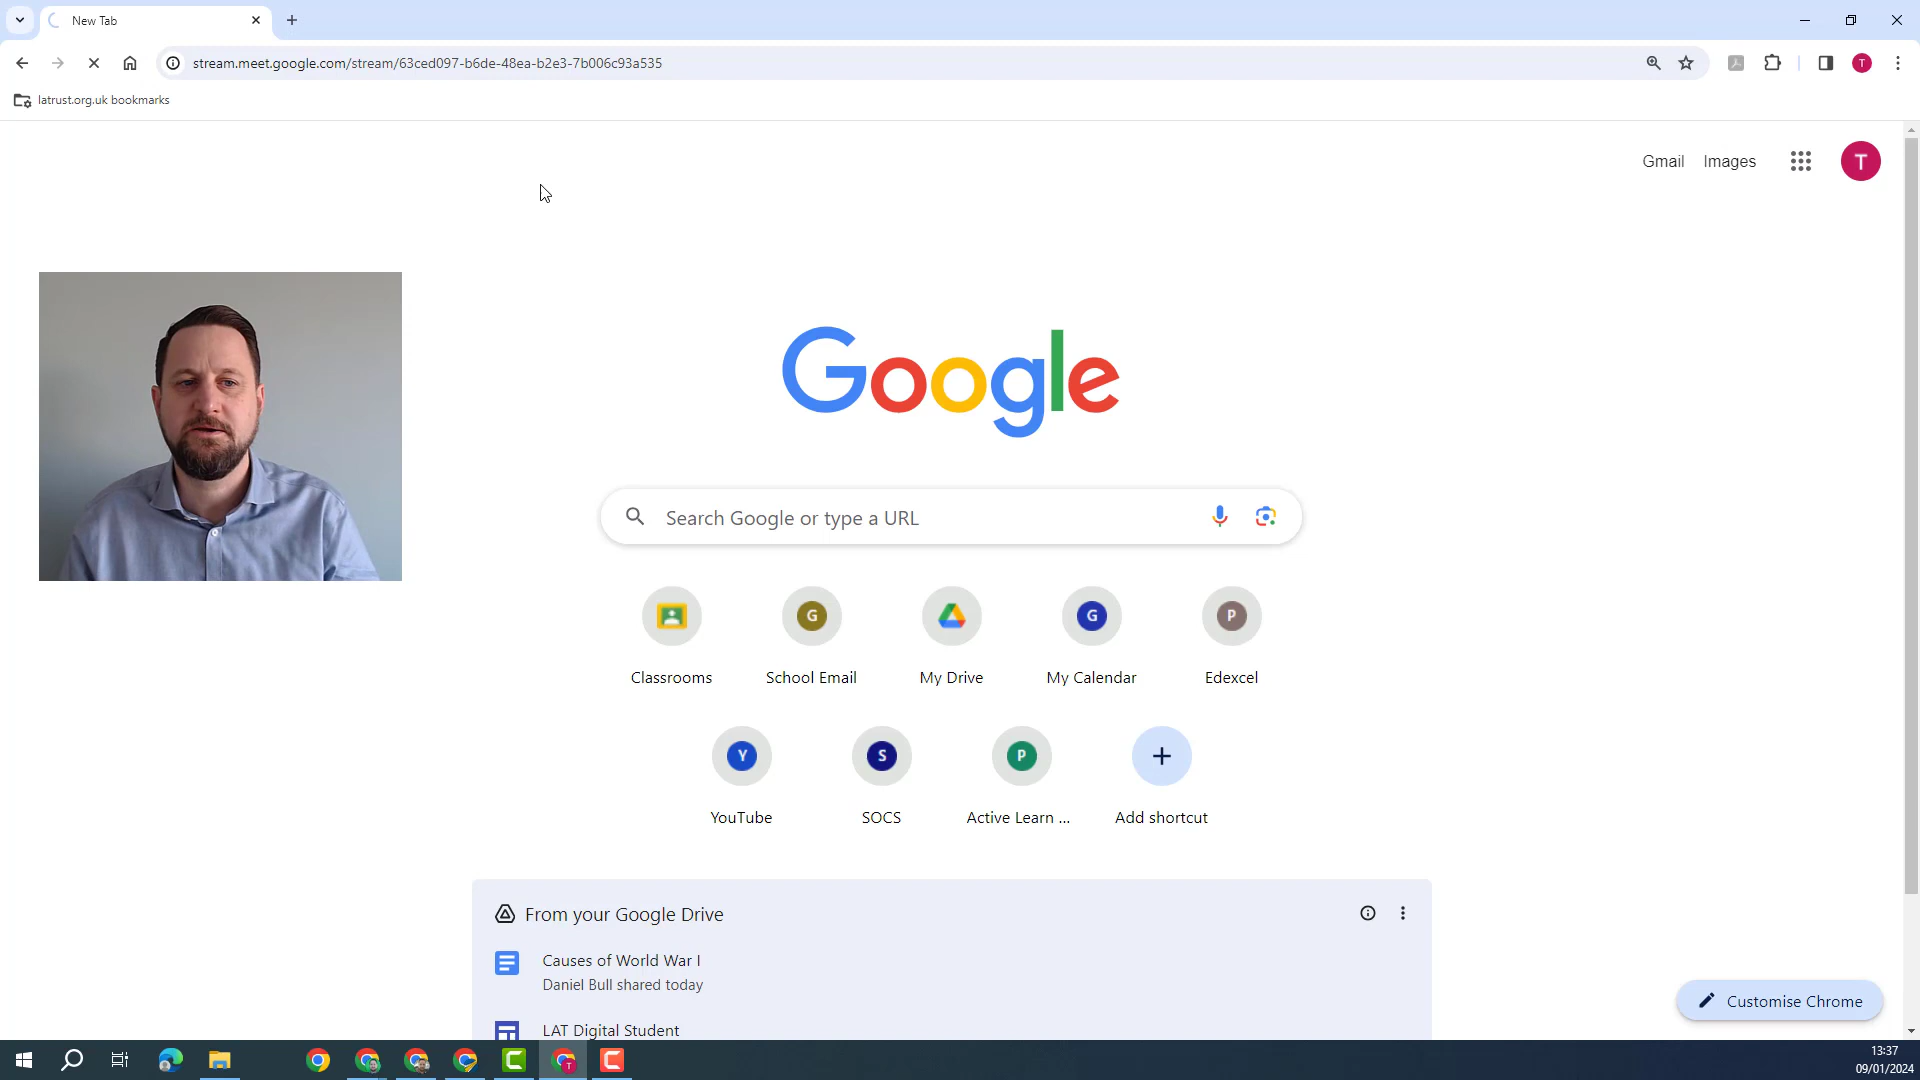 New Tab
stream.meet.google.com/stream/63ced097-b6de-48ea-b2e3-7b006c93a535
T
latrust.org.uk bookmarks
Gmail Images T
Google
Search Google or type a URL
G G P
Classrooms School Email My Drive My Calendar Edexcel
Y S P
YouTube SOCS Active Learn ... Add shortcut
From your Google Drive
Causes of World War I
Daniel Bull shared today
LAT Digital Student
Customise Chrome
T
13:37
09/01/2024